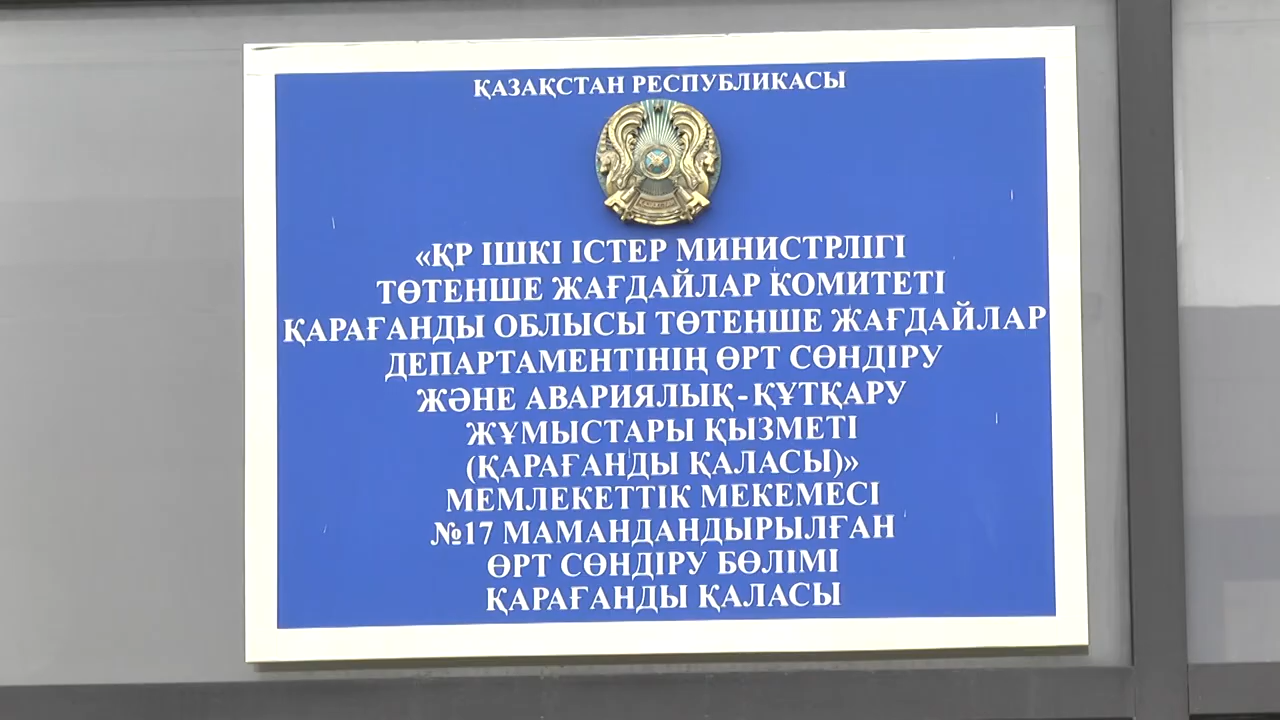 ҚАЗАҚСТАН РЕСПУБЛИКАСЫ
«ҚР ІШКІ ІСТЕР МИНИСТРЛІГІ
ТӨТЕНШЕ ЖАҒДАЙЛАР КОМИТЕТІ
ҚАРАҒАНДЫ ОБЛЫСЫ ТӨТЕНШЕ ЖАҒДАЙЛАР
ДЕПАРТАМЕНТІНІҢ ӨРТ СӨНДІРУ
ЖӘНЕ АВАРИЯЛЫҚ-ҚҰТҚАРУ
ЖҰМЫСТАРЫ ҚЫЗМЕТІ
(ҚАРАҒАНДЫ ҚАЛАСЫ)»
МЕМЛЕКЕТТІК МЕКЕМЕСІ
№17 МАМАНДАНДЫРЫЛҒАН
ӨРТ СӨНДІРУ БӨЛІМІ
ҚАРАҒАНДЫ ҚАЛАСЫ